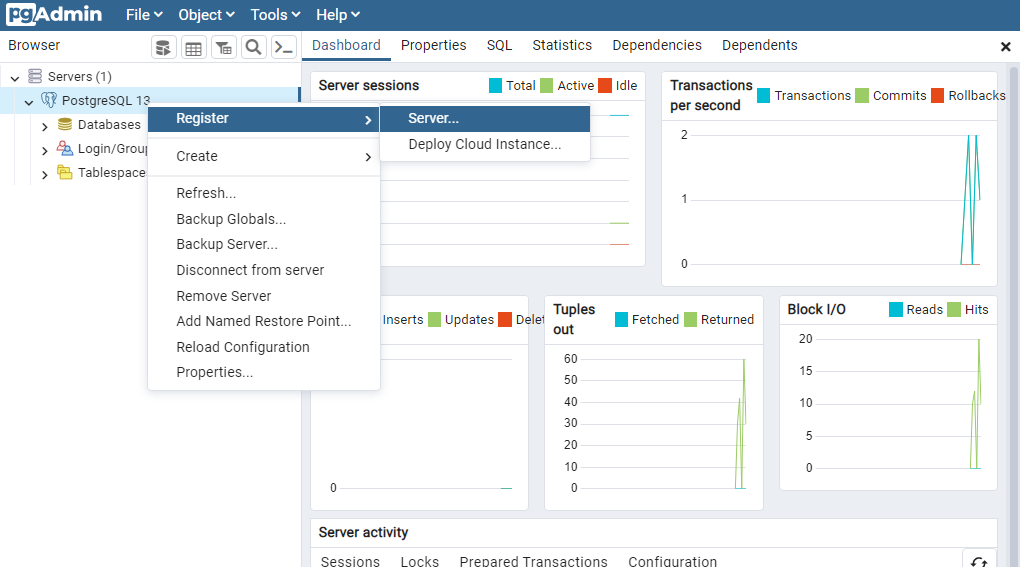 pgAdmin File Object Tools Help
Browser
Dashboard Properties SQL Statistics Dependencies Dependents
Servers (1)
PostgreSQL 13
Databases
Login/Group
Tablespace
Register
Create
Refresh...
Backup Globals...
Backup Server...
Disconnect from server
Remove Server
Add Named Restore Point...
Reload Configuration
Properties...
Server...
Deploy Cloud Instance...
Server sessions
Total Active Idle
Transactions
per second
Transactions Commits Rollbacks
2
1
0
Inserts Updates Delet
0
Tuples
out
Fetched Returned
60
50
40
30
20
10
0
Block I/O
Reads Hits
20
15
10
5
0
Server activity
Sessions Locks Prepared Transactions Configuration